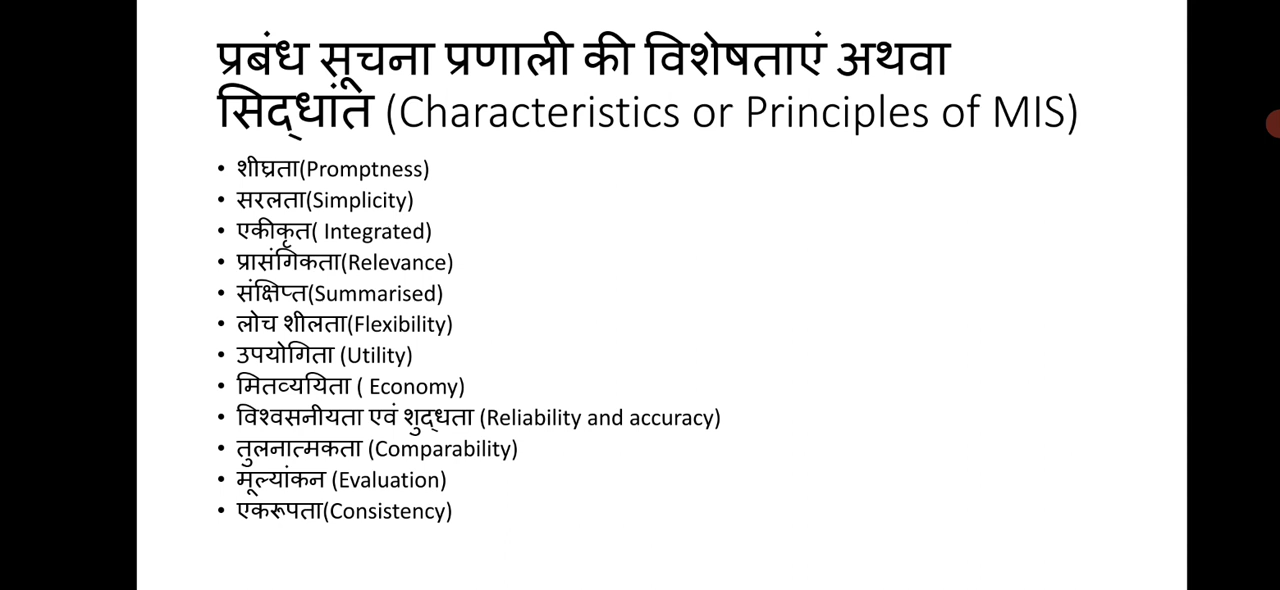 प्रबंध सूचना प्रणाली की विशेषताएं अथवा
सिद्धांत (Characteristics or Principles of MIS)
• शीघ्रता(Promptness)
• सरलता(Simplicity)
• एकीकृत( Integrated)
• प्रासंगिकता(Relevance)
• संक्षिप्त(Summarised)
• लोच शीलता(Flexibility)
• उपयोगिता (Utility)
• मितव्ययिता ( Economy)
• विश्वसनीयता एवं शुद्धता (Reliability and accuracy)
• तुलनात्मकता (Comparability)
• मूल्यांकन (Evaluation)
• एकरूपता(Consistency)